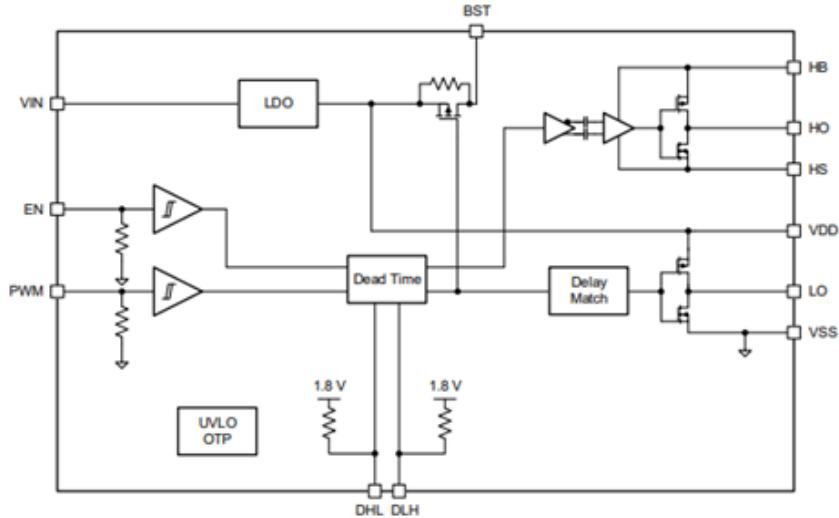 BST
HB
VIN
LDO
HO
HS
EN
VDD
Dead Time
PWM
Delay
Match
LO
VSS
1.8 V
1.8 V
UVLO
OTP
DHL
DLH